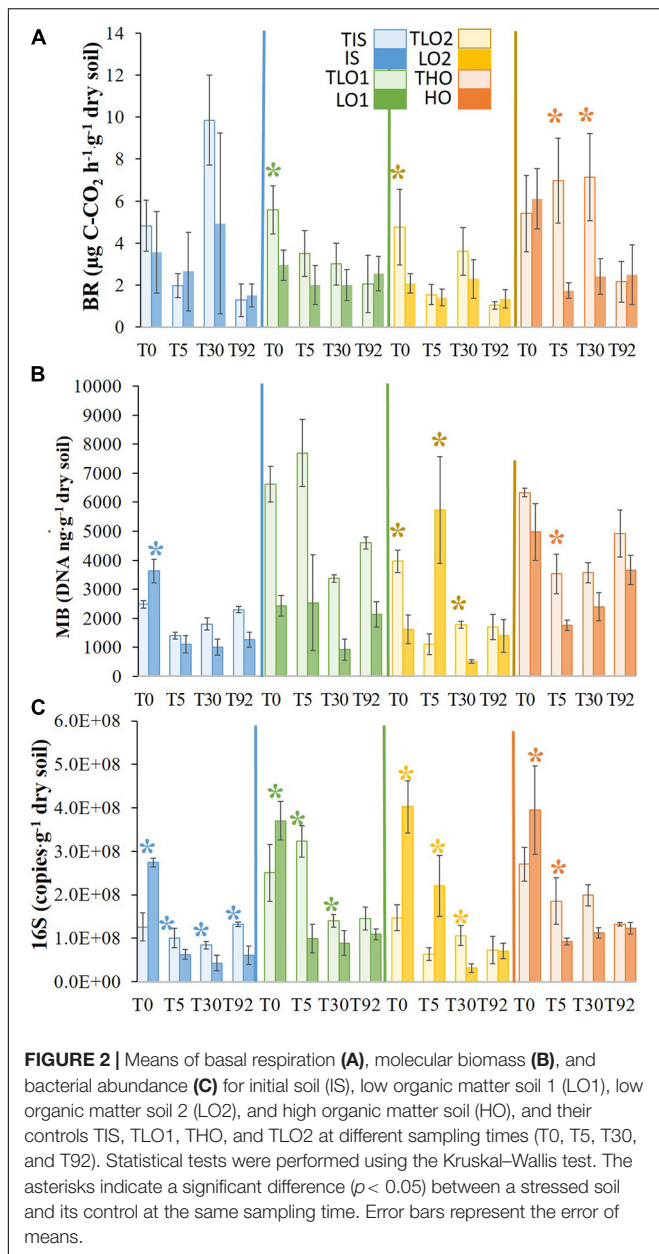 A
14
12
10
8
6
4
2
0
BR (µg C-CO₂ h⁻¹·g⁻¹ dry soil)
TIS
IS
TLO1
LO1
TLO2
LO2
THO
HO
*
*
* *
T0 T5 T30 T92 T0 T5 T30 T92 T0 T5 T30 T92 T0 T5 T30 T92
B
10000
9000
8000
7000
6000
5000
4000
3000
2000
1000
0
MB (DNA ng·g⁻¹ dry soil)
*
* * *
*
T0 T5 T30 T92 T0 T5 T30 T92 T0 T5 T30 T92 T0 T5 T30 T92
C
6.0E+08
5.0E+08
4.0E+08
3.0E+08
2.0E+08
1.0E+08
0.0E+00
16S (copies·g⁻¹ dry soil)
* * * *
* * *
* * *
* *
T0 T5 T30 T92 T0 T5 T30 T92 T0 T5 T30 T92 T0 T5 T30 T92
FIGURE 2 | Means of basal respiration (A), molecular biomass (B), and
bacterial abundance (C) for initial soil (IS), low organic matter soil 1 (LO1), low
organic matter soil 2 (LO2), and high organic matter soil (HO), and their
controls TIS, TLO1, THO, and TLO2 at different sampling times (T0, T5, T30,
and T92). Statistical tests were performed using the Kruskal–Wallis test. The
asterisks indicate a significant difference (p< 0.05) between a stressed soil
and its control at the same sampling time. Error bars represent the error of
means.